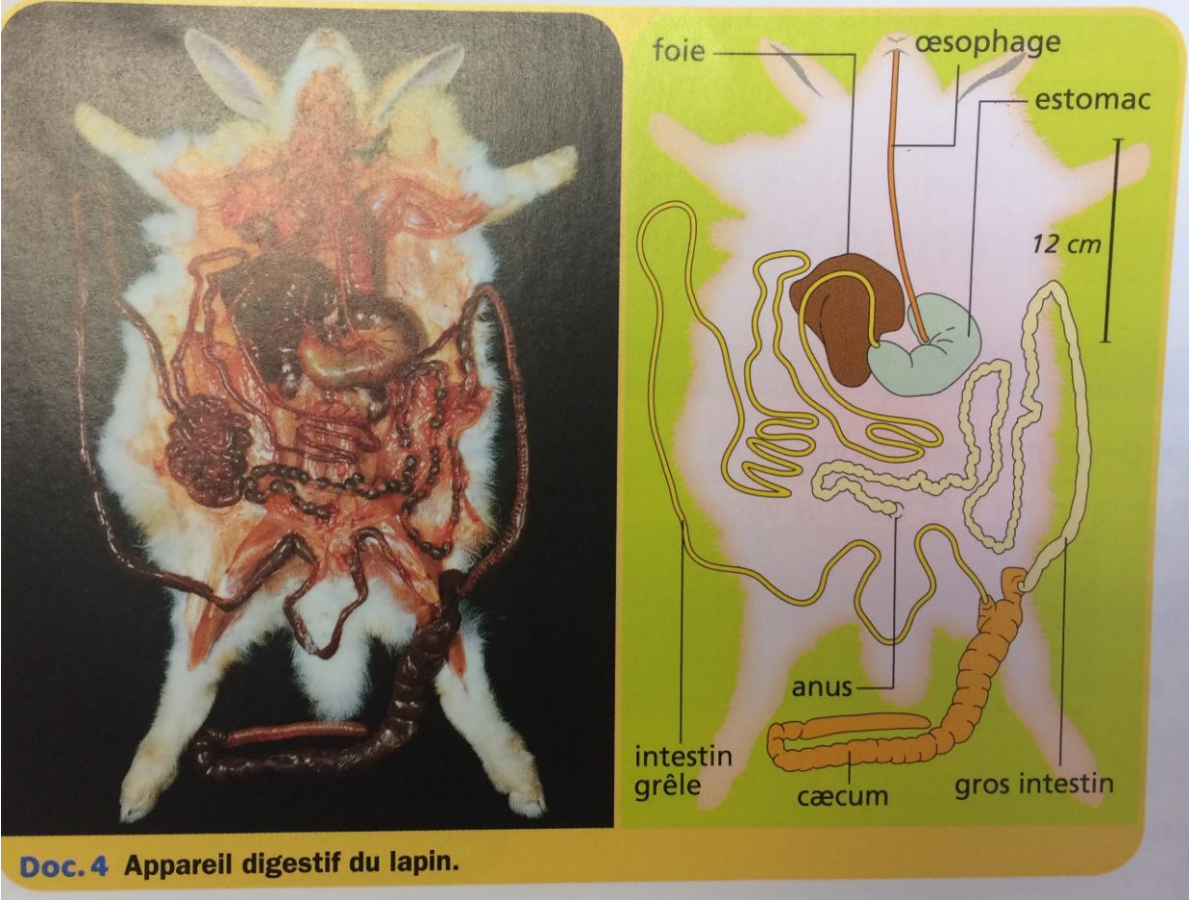 foie
œsophage
estomac
12 cm
anus
intestin
grêle
cæcum
gros intestin
Doc. 4 Appareil digestif du lapin.